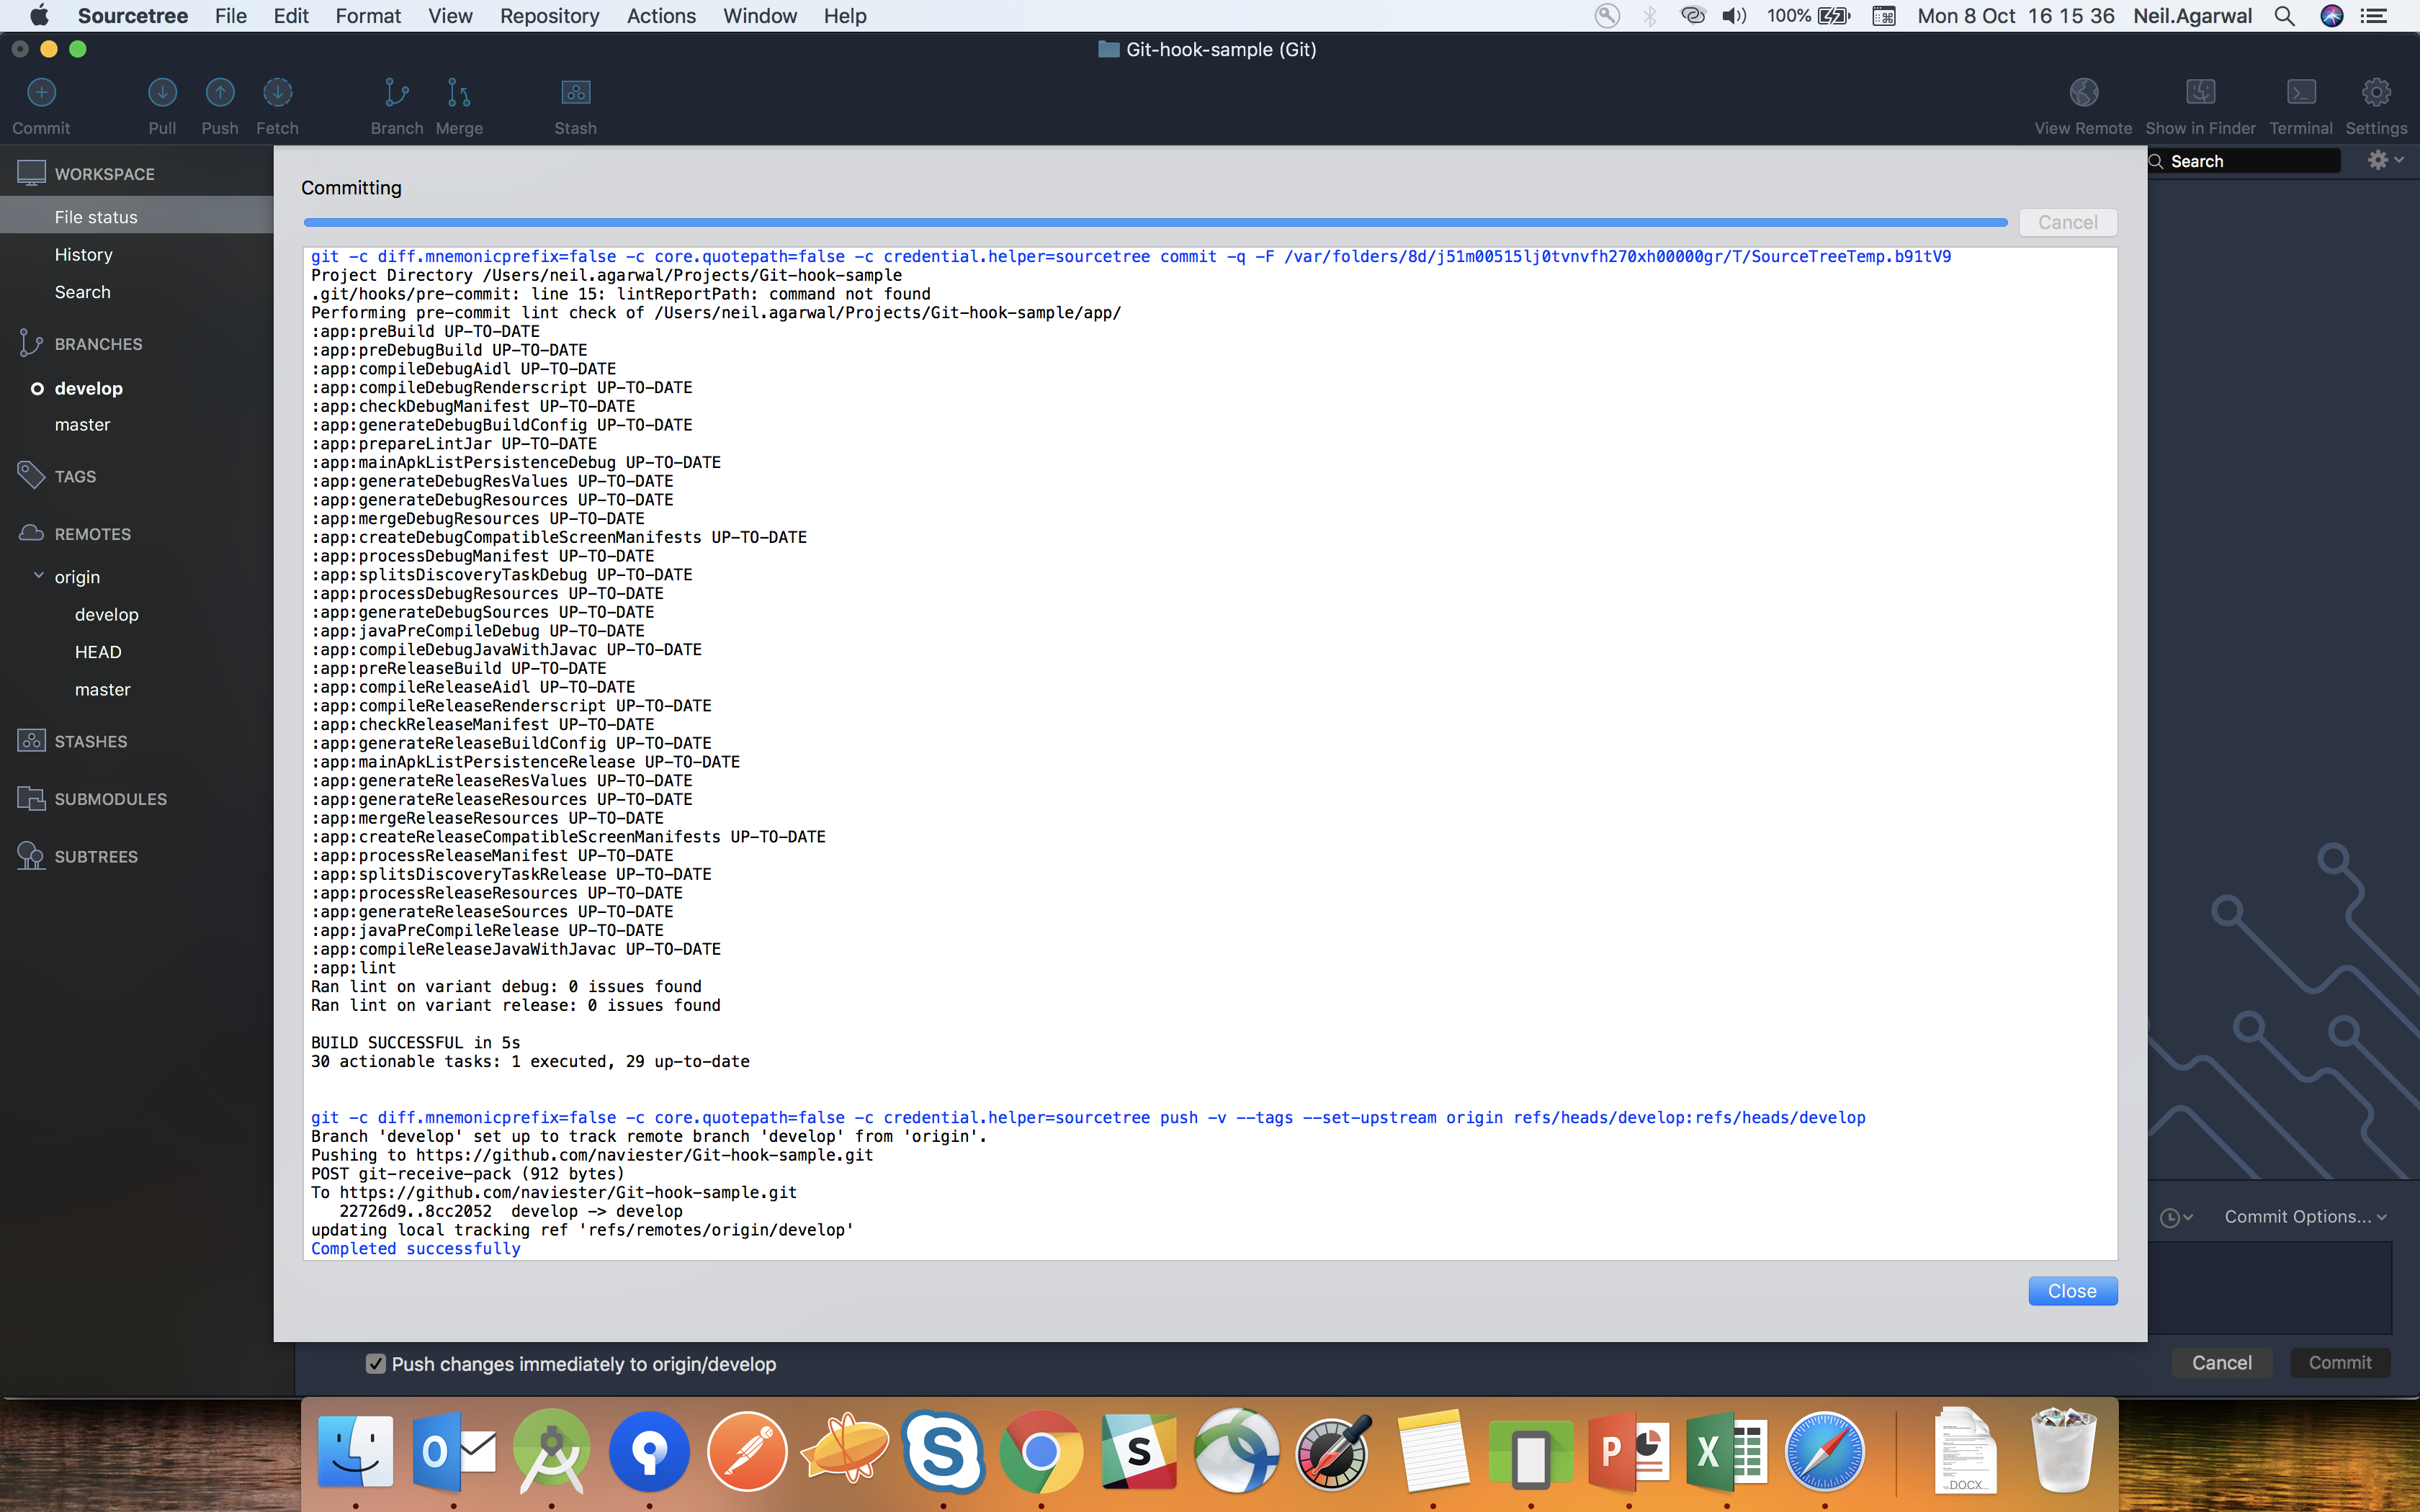 Sourcetree File Edit Format View Repository Actions Window Help 100% Mon 8 Oct 16 15 36 Neil.Agarwal
Git-hook-sample (Git)
Commit Pull Push Fetch Branch Merge Stash View Remote Show in Finder Terminal Settings
WORKSPACE
File status
History
Search
BRANCHES
develop
master
TAGS
REMOTES
origin
develop
HEAD
master
STASHES
SUBMODULES
SUBTREES
Search
Committing
Cancel
git -c diff.mnemonicprefix=false -c core.quotepath=false -c credential.helper=sourcetree commit -q -F /var/folders/8d/j51m00515lj0tvnvfh270xh00000gr/T/SourceTreeTemp.b91tV9
Project Directory /Users/neil.agarwal/Projects/Git-hook-sample
.git/hooks/pre-commit: line 15: lintReportPath: command not found
Performing pre-commit lint check of /Users/neil.agarwal/Projects/Git-hook-sample/app/
:app:preBuild UP-TO-DATE
:app:preDebugBuild UP-TO-DATE
:app:compileDebugAidl UP-TO-DATE
:app:compileDebugRenderscript UP-TO-DATE
:app:checkDebugManifest UP-TO-DATE
:app:generateDebugBuildConfig UP-TO-DATE
:app:prepareLintJar UP-TO-DATE
:app:mainApkListPersistenceDebug UP-TO-DATE
:app:generateDebugResValues UP-TO-DATE
:app:generateDebugResources UP-TO-DATE
:app:mergeDebugResources UP-TO-DATE
:app:createDebugCompatibleScreenManifests UP-TO-DATE
:app:processDebugManifest UP-TO-DATE
:app:splitsDiscoveryTaskDebug UP-TO-DATE
:app:processDebugResources UP-TO-DATE
:app:generateDebugSources UP-TO-DATE
:app:javaPreCompileDebug UP-TO-DATE
:app:compileDebugJavaWithJavac UP-TO-DATE
:app:preReleaseBuild UP-TO-DATE
:app:compileReleaseAidl UP-TO-DATE
:app:compileReleaseRenderscript UP-TO-DATE
:app:checkReleaseManifest UP-TO-DATE
:app:generateReleaseBuildConfig UP-TO-DATE
:app:mainApkListPersistenceRelease UP-TO-DATE
:app:generateReleaseResValues UP-TO-DATE
:app:generateReleaseResources UP-TO-DATE
:app:mergeReleaseResources UP-TO-DATE
:app:createReleaseCompatibleScreenManifests UP-TO-DATE
:app:processReleaseManifest UP-TO-DATE
:app:splitsDiscoveryTaskRelease UP-TO-DATE
:app:processReleaseResources UP-TO-DATE
:app:generateReleaseSources UP-TO-DATE
:app:javaPreCompileRelease UP-TO-DATE
:app:compileReleaseJavaWithJavac UP-TO-DATE
:app:lint
Ran lint on variant debug: 0 issues found
Ran lint on variant release: 0 issues found
BUILD SUCCESSFUL in 5s
30 actionable tasks: 1 executed, 29 up-to-date
git -c diff.mnemonicprefix=false -c core.quotepath=false -c credential.helper=sourcetree push -v --tags --set-upstream origin refs/heads/develop:refs/heads/develop
Branch 'develop' set up to track remote branch 'develop' from 'origin'.
Pushing to https://github.com/naviester/Git-hook-sample.git
POST git-receive-pack (912 bytes)
To https://github.com/naviester/Git-hook-sample.git
22726d9..8cc2052 develop -> develop
updating local tracking ref 'refs/remotes/origin/develop'
Completed successfully
Close
Commit Options...
Push changes immediately to origin/develop
Cancel Commit
DOCX